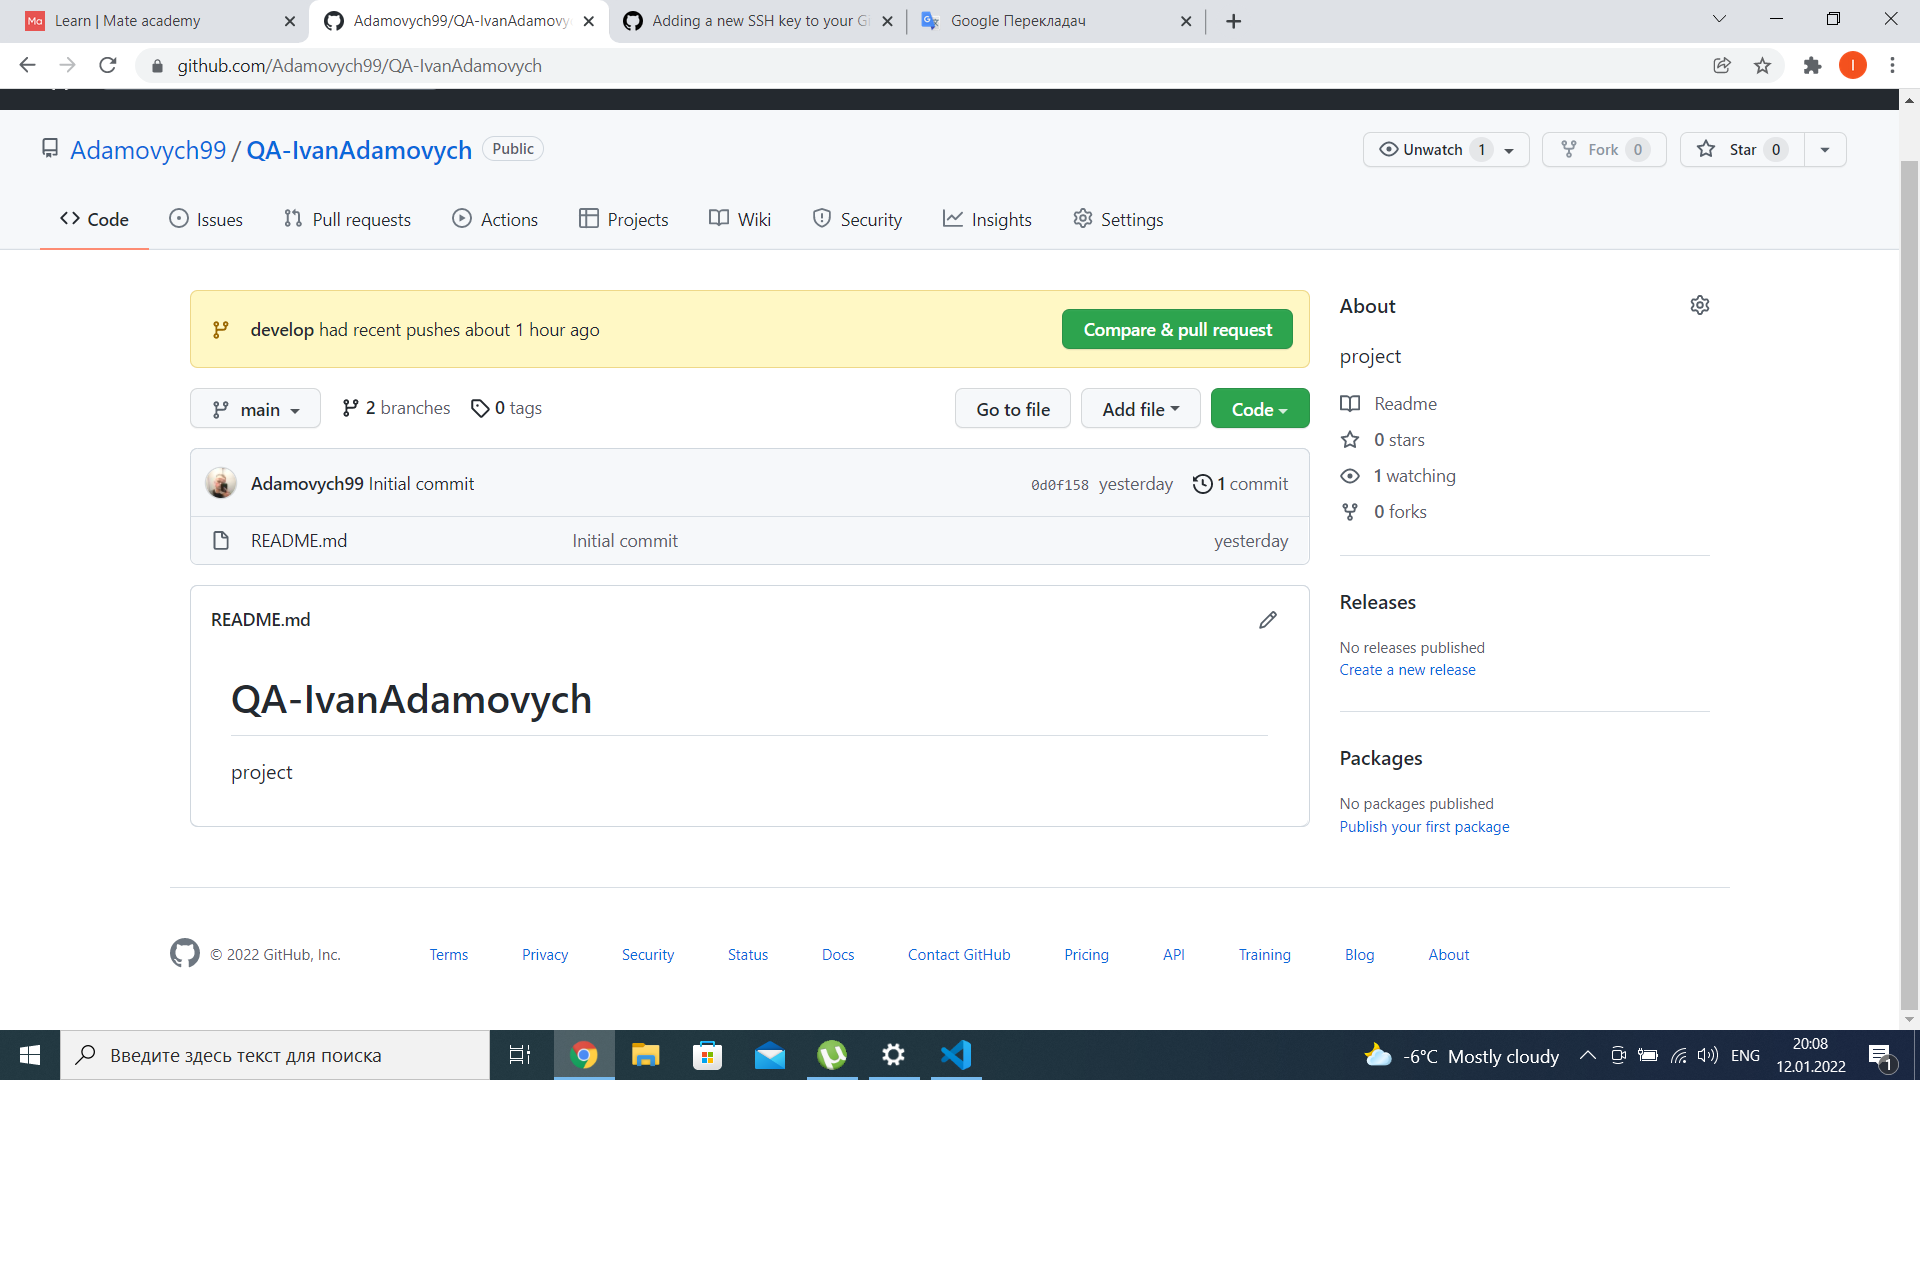 Ma Learn | Mate academy
Adamovych99/QA-IvanAdamovy
Adding a new SSH key to your Gi
Google Перекладач
github.com/Adamovych99/QA-IvanAdamovych
I
Adamovych99 / QA-IvanAdamovych Public
Unwatch 1
Fork 0
Star 0
Code
Issues
Pull requests
Actions
Projects
Wiki
Security
Insights
Settings
develop had recent pushes about 1 hour ago
Compare & pull request
main
2 branches
0 tags
Go to file
Add file
Code
Adamovych99 Initial commit
0d0f158 yesterday
1 commit
README.md
Initial commit
yesterday
README.md
QA-IvanAdamovych
project
About
project
Readme
0 stars
1 watching
0 forks
Releases
No releases published
Create a new release
Packages
No packages published
Publish your first package
© 2022 GitHub, Inc.
Terms
Privacy
Security
Status
Docs
Contact GitHub
Pricing
API
Training
Blog
About
Введите здесь текст для поиска
-6°C Mostly cloudy
ENG
20:08
12.01.2022
1